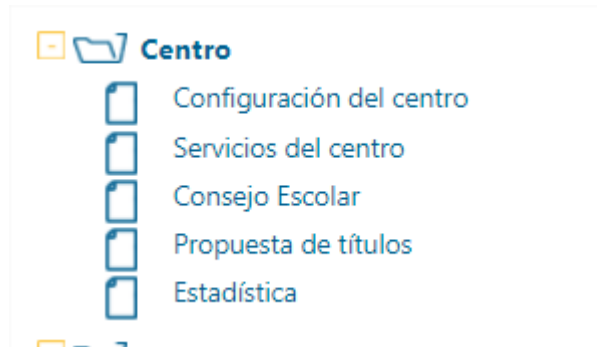 Centro
Configuración del centro
Servicios del centro
Consejo Escolar
Propuesta de títulos
Estadística